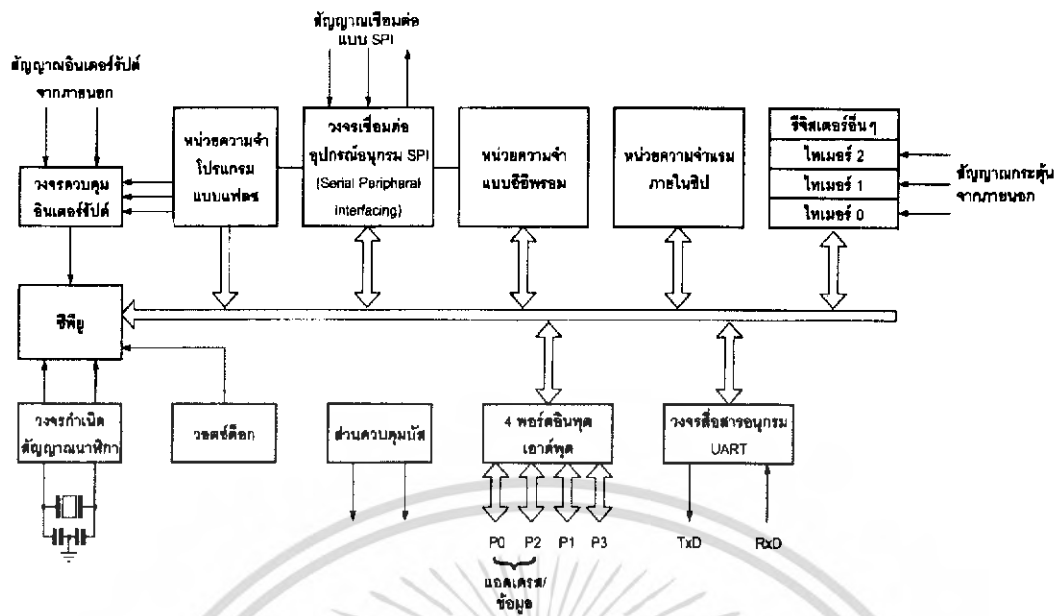 สัญญาณเชื่อมต่อ
แบบ SPI
สัญญาณอินเตอร์รัปต์
จากภายนอก
วงจรควบคุม
อินเตอร์รัปต์
หน่วยความจำ
โปรแกรม
แบบแฟลช
วงจรเชื่อมต่อ
อุปกรณ์อนุกรม SPI
(Serial Peripheral
Interfacing)
หน่วยความจำ
แบบอีอีพรอม
หน่วยความจำแรม
ภายในชิป
รีจิสเตอร์อื่นๆ
ไทเมอร์ 2
ไทเมอร์ 1
ไทเมอร์ 0
สัญญาณกระตุ้น
จากภายนอก
ซีพียู
วงจรกำเนิด
สัญญาณนาฬิกา
วอตช์ด็อก
ส่วนควบคุมบัส
4 พอร์ตอินพุต
เอาต์พุต
วงจรสื่อสารอนุกรม
UART
P0 P2 P1 P3
TxD RxD
แอดเดรส/
ข้อมูล